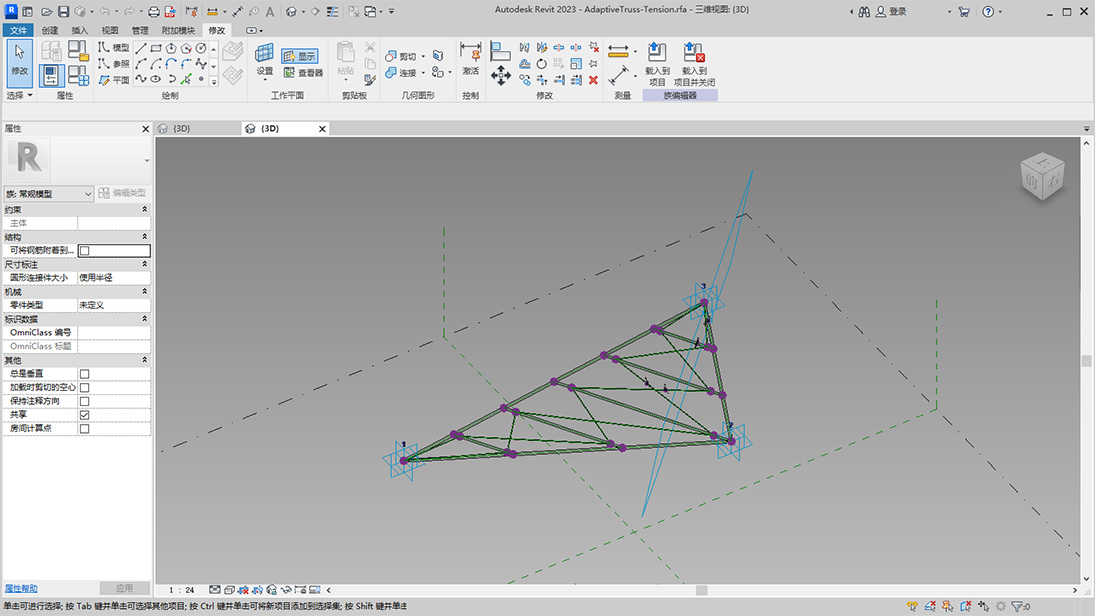 Autodesk Revit 2023 - AdaptiveTruss-Tension.rfa - 三维视图: {3D}
登录
文件 创建 插入 视图 管理 附加模块 修改
修改
模型
参照
平面
设置
显示
查看器
粘贴
剪切
连接
激活
载入到
项目
载入到
项目并关闭
选择 属性 绘制 工作平面 剪贴板 几何图形 控制 修改 测量 族编辑器
属性
{3D}
{3D}
R
族: 常规模型
编辑类型
约束
主体
结构
可将钢筋附着到...
尺寸标注
圆形连接件大小 使用半径
机械
零件类型 未定义
标识数据
OmniClass 编号
OmniClass 标题
其他
总是垂直
加载时剪切的空心
保持注释方向
共享
房间计算点
上
前
右
3
1
2
属性帮助
应用
1 : 24
单击可进行选择; 按 Tab 键并单击可选择其他项目; 按 Ctrl 键并单击可将新项目添加到选择集; 按 Shift 键并单击
:0